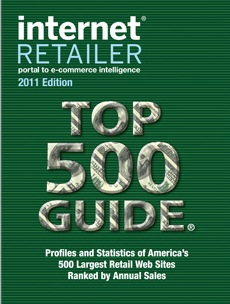 internet®
RETAILER
portal to e-commerce intelligence
2011 Edition
TOP
500
GUIDE®
Profiles and Statistics of America's
500 Largest Retail Web Sites
Ranked by Annual Sales